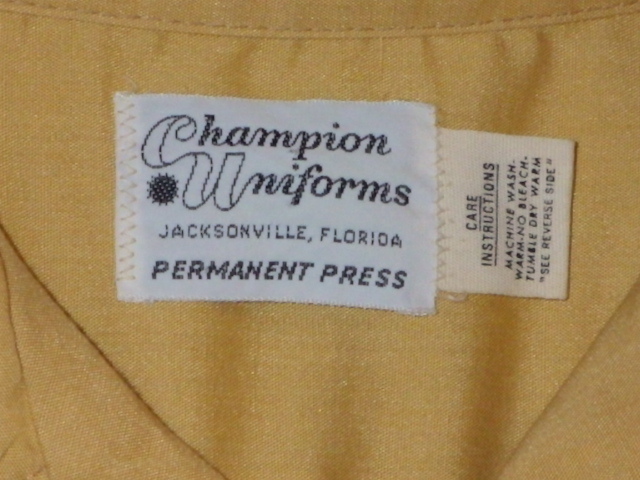 Champion
Uniforms
JACKSONVILLE, FLORIDA
PERMANENT PRESS
CARE
INSTRUCTIONS
MACHINE WASH-
WARM-NO BLEACH-
TUMBLE DRY WARM
"SEE REVERSE SIDE"